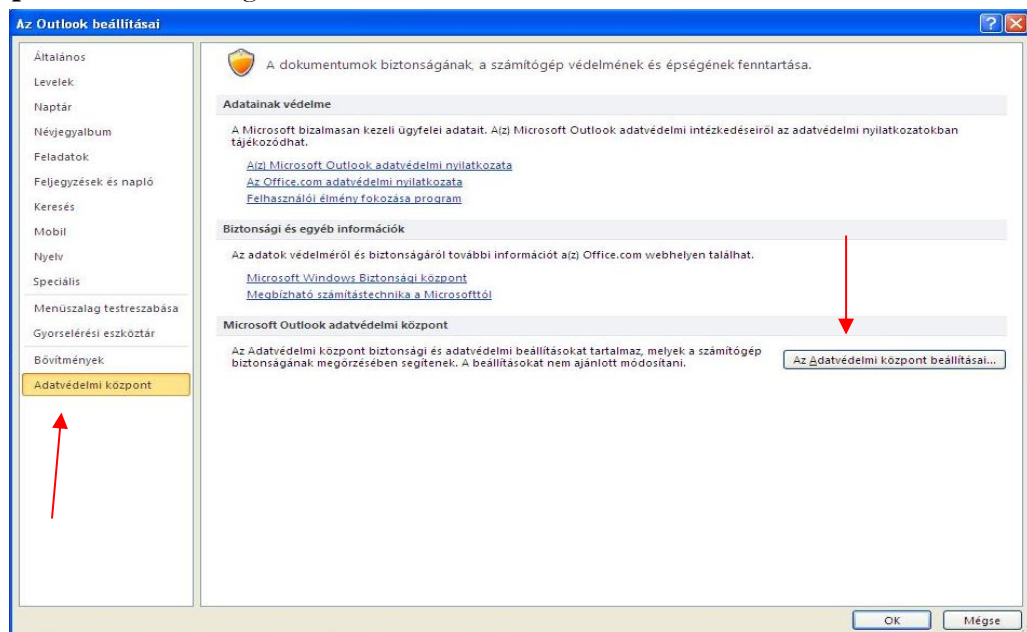 Az Outlook beállításai
Általános
Levelek
Naptár
Névjegyalbum
Feladatok
Feljegyzések és napló
Keresés
Mobil
Nyelv
Speciális
Menüszalag testreszabása
Gyorselérési eszköztár
Bővítmények
Adatvédelmi központ
A dokumentumok biztonságának, a számítógép védelmének és épségének fenntartása.
Adatainak védelme
A Microsoft bizalmasan kezeli ügyfelei adatait. A(z) Microsoft Outlook adatvédelmi intézkedéseiről az adatvédelmi nyilatkozatokban
tájékozódhat.
A(z) Microsoft Outlook adatvédelmi nyilatkozata
Az Office.com adatvédelmi nyilatkozata
Felhasználói élmény fokozása program
Biztonsági és egyéb információk
Az adatok védelméről és biztonságáról további információt a(z) Office.com webhelyen találhat.
Microsoft Windows Biztonsági központ
Megbízható számítástechnika a Microsofttól
Microsoft Outlook adatvédelmi központ
Az Adatvédelmi központ biztonsági és adatvédelmi beállításokat tartalmaz, melyek a számítógép
biztonságának megőrzésében segítenek. A beállításokat nem ajánlott módosítani.
Az Adatvédelmi központ beállításai...
OK
Mégse